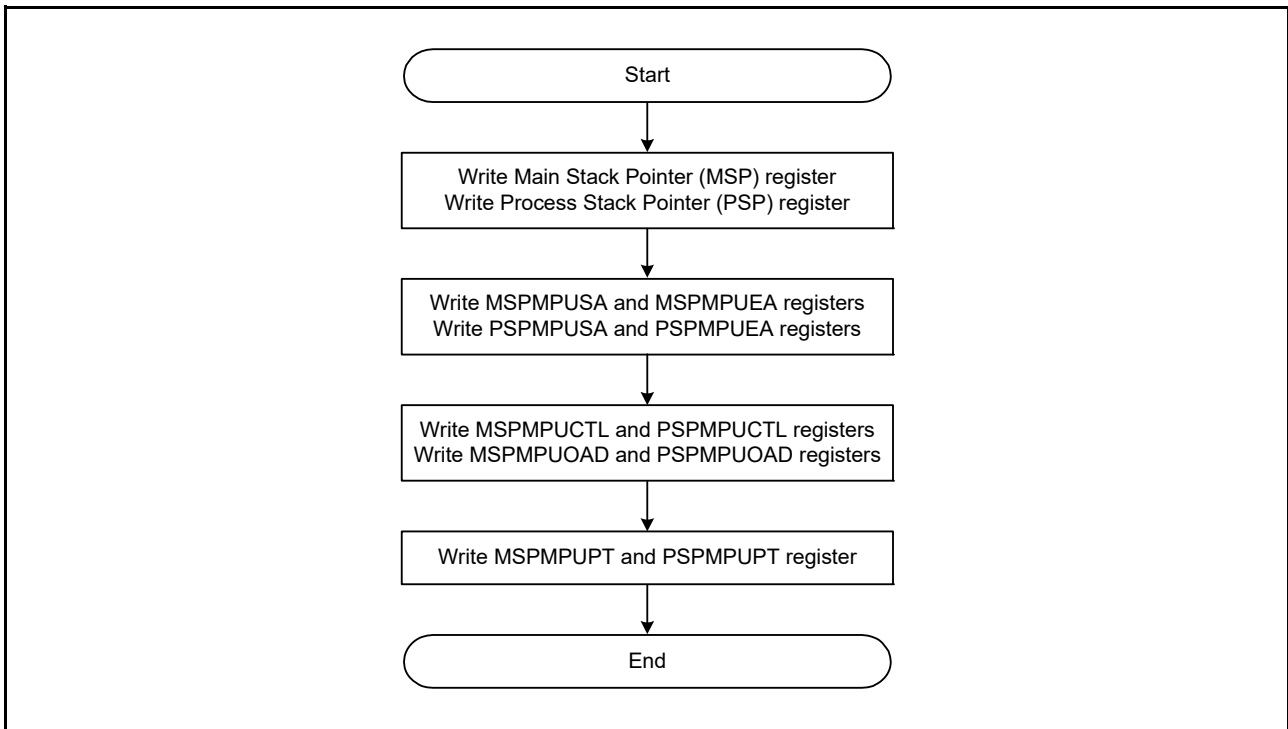 Start
Write Main Stack Pointer (MSP) register
Write Process Stack Pointer (PSP) register
Write MSPMPUSA and MSPMPUEA registers
Write PSPMPUSA and PSPMPUEA registers
Write MSPMPUCTL and PSPMPUCTL registers
Write MSPMPUOAD and PSPMPUOAD registers
Write MSPMPUPT and PSPMPUPT register
End